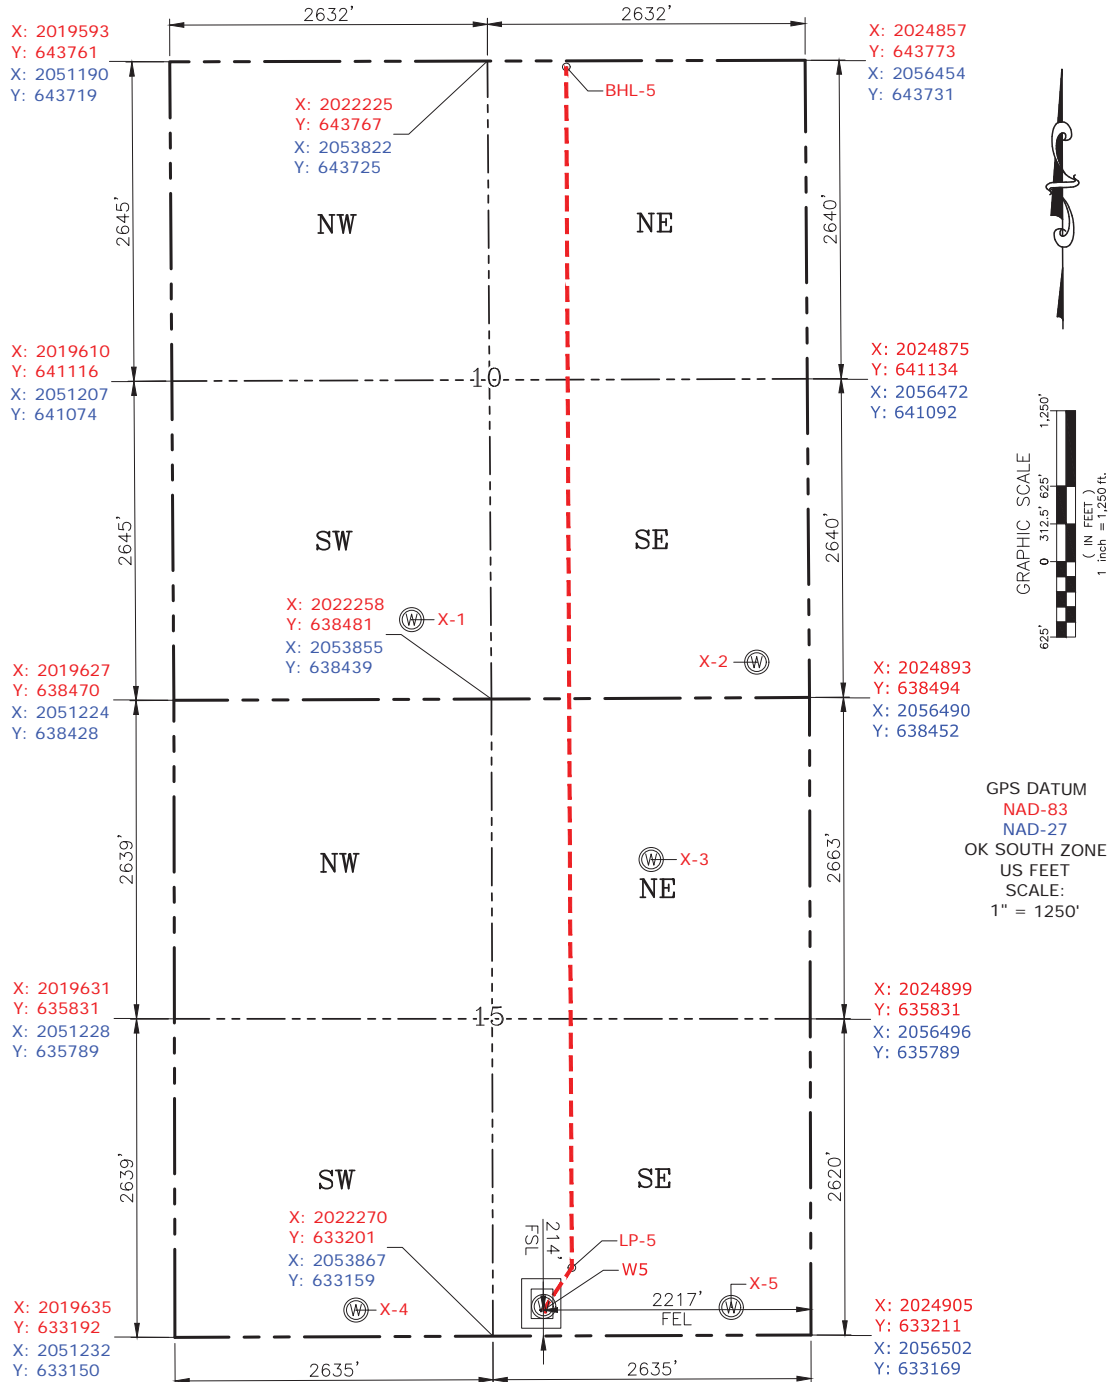 2632'
2632'
X: 2019593
Y: 643761
X: 2051190
Y: 643719
X: 2024857
Y: 643773
X: 2056454
Y: 643731
BHL-5
X: 2022225
Y: 643767
X: 2053822
Y: 643725
2645'
NW
NE
2640'
X: 2019610
Y: 641116
X: 2051207
Y: 641074
10
X: 2024875
Y: 641134
X: 2056472
Y: 641092
GRAPHIC SCALE
1,250'
625'
312.5'
0
625'
( IN FEET )
1 inch = 1,250 ft.
2645'
SW
SE
2640'
X: 2022258
Y: 638481
X: 2053855
Y: 638439
W
X-1
X-2
W
X: 2019627
Y: 638470
X: 2051224
Y: 638428
X: 2024893
Y: 638494
X: 2056490
Y: 638452
GPS DATUM
NAD-83
NAD-27
OK SOUTH ZONE
US FEET
SCALE:
1" = 1250'
2639'
NW
W
X-3
NE
2663'
X: 2019631
Y: 635831
X: 2051228
Y: 635789
15
X: 2024899
Y: 635831
X: 2056496
Y: 635789
2639'
SW
SE
2620'
X: 2022270
Y: 633201
X: 2053867
Y: 633159
214'
FSL
LP-5
W5
W
X-4
W
2217'
FEL
X-5
W
X: 2019635
Y: 633192
X: 2051232
Y: 633150
X: 2024905
Y: 633211
X: 2056502
Y: 633169
2635'
2635'